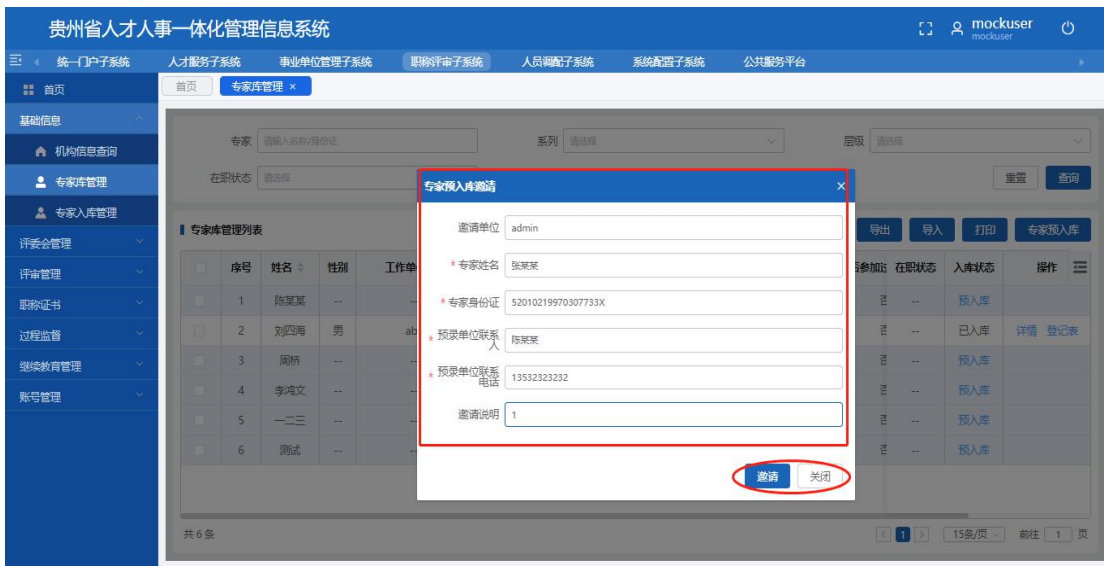 贵州省人才人事一体化管理信息系统
mockuser
mockuser
统一门户子系统 人才服务子系统 事业单位管理子系统 职称评审子系统 人员调配子系统 系统配置子系统 公共服务平台
首页
首页 专家库管理 ×
基础信息
机构信息查询
专家库管理
专家入库管理
评委会管理
评审管理
职称证书
过程监督
继续教育管理
账号管理
专家 请输入名称/身份证 系列 请选择 层级 请选择
在职状态 请选择 重置 查询
专家库管理列表 导出 导入 打印 专家预入库
序号 姓名 性别 工作单 在职状态 入库状态 操作
1 陈某某 -- -- 否 -- 预入库
2 刘四海 男 ab 否 -- 已入库 详情 登记表
3 周桥 -- -- 否 -- 预入库
4 李鸿文 -- -- 否 -- 预入库
5 一二三 -- -- 否 -- 预入库
6 测试 -- -- 否 -- 预入库
共 6 条 1 15条/页 前往 1 页
专家预入库邀请 ×
邀请单位 admin
* 专家姓名 张某某
* 专家身份证 52010219970307733X
* 预录单位联系
人
陈某某
* 预录单位联系
电话
13532323232
邀请说明 1
邀请 关闭